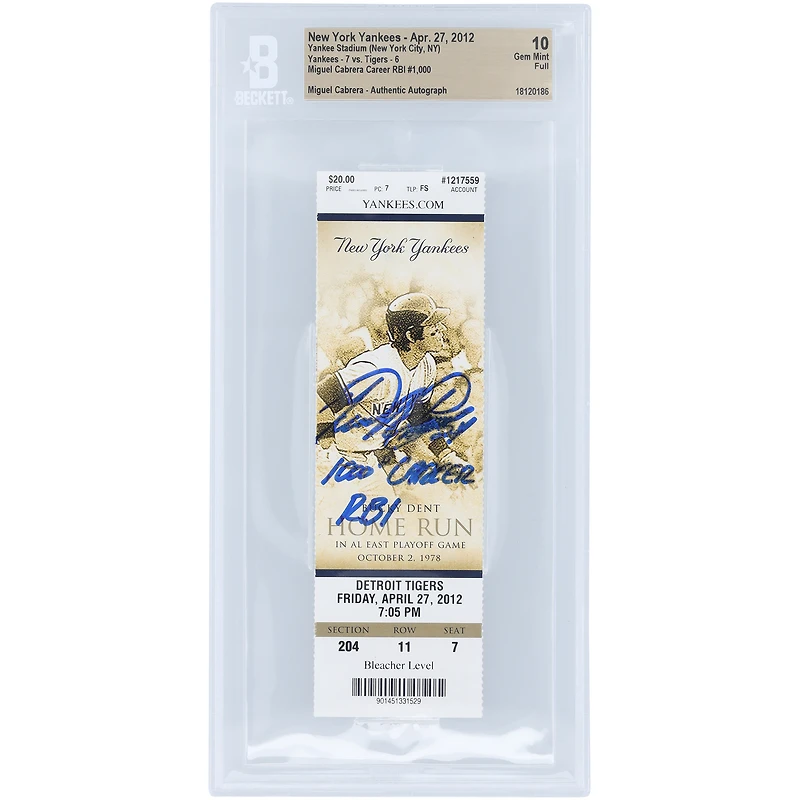 New York Yankees - Apr. 27, 2012
Yankee Stadium (New York City, NY)
Yankees - 7 vs. Tigers - 6
Miguel Cabrera Career RBI #1,000
Miguel Cabrera - Authentic Autograph
10
Gem Mint
Full
18120186
B
BECKETT
$20.00 #1217559
PRICE PC 7 TLP: FS ACCOUNT
YANKEES.COM
New York Yankees
NEW YORK
1000 CAREER
RBI
BUCKY DENT
HOME RUN
IN AL EAST PLAYOFF GAME
OCTOBER 2, 1978
DETROIT TIGERS
FRIDAY, APRIL 27, 2012
7:05 PM
SECTION ROW SEAT
204 11 7
Bleacher Level
901451331529